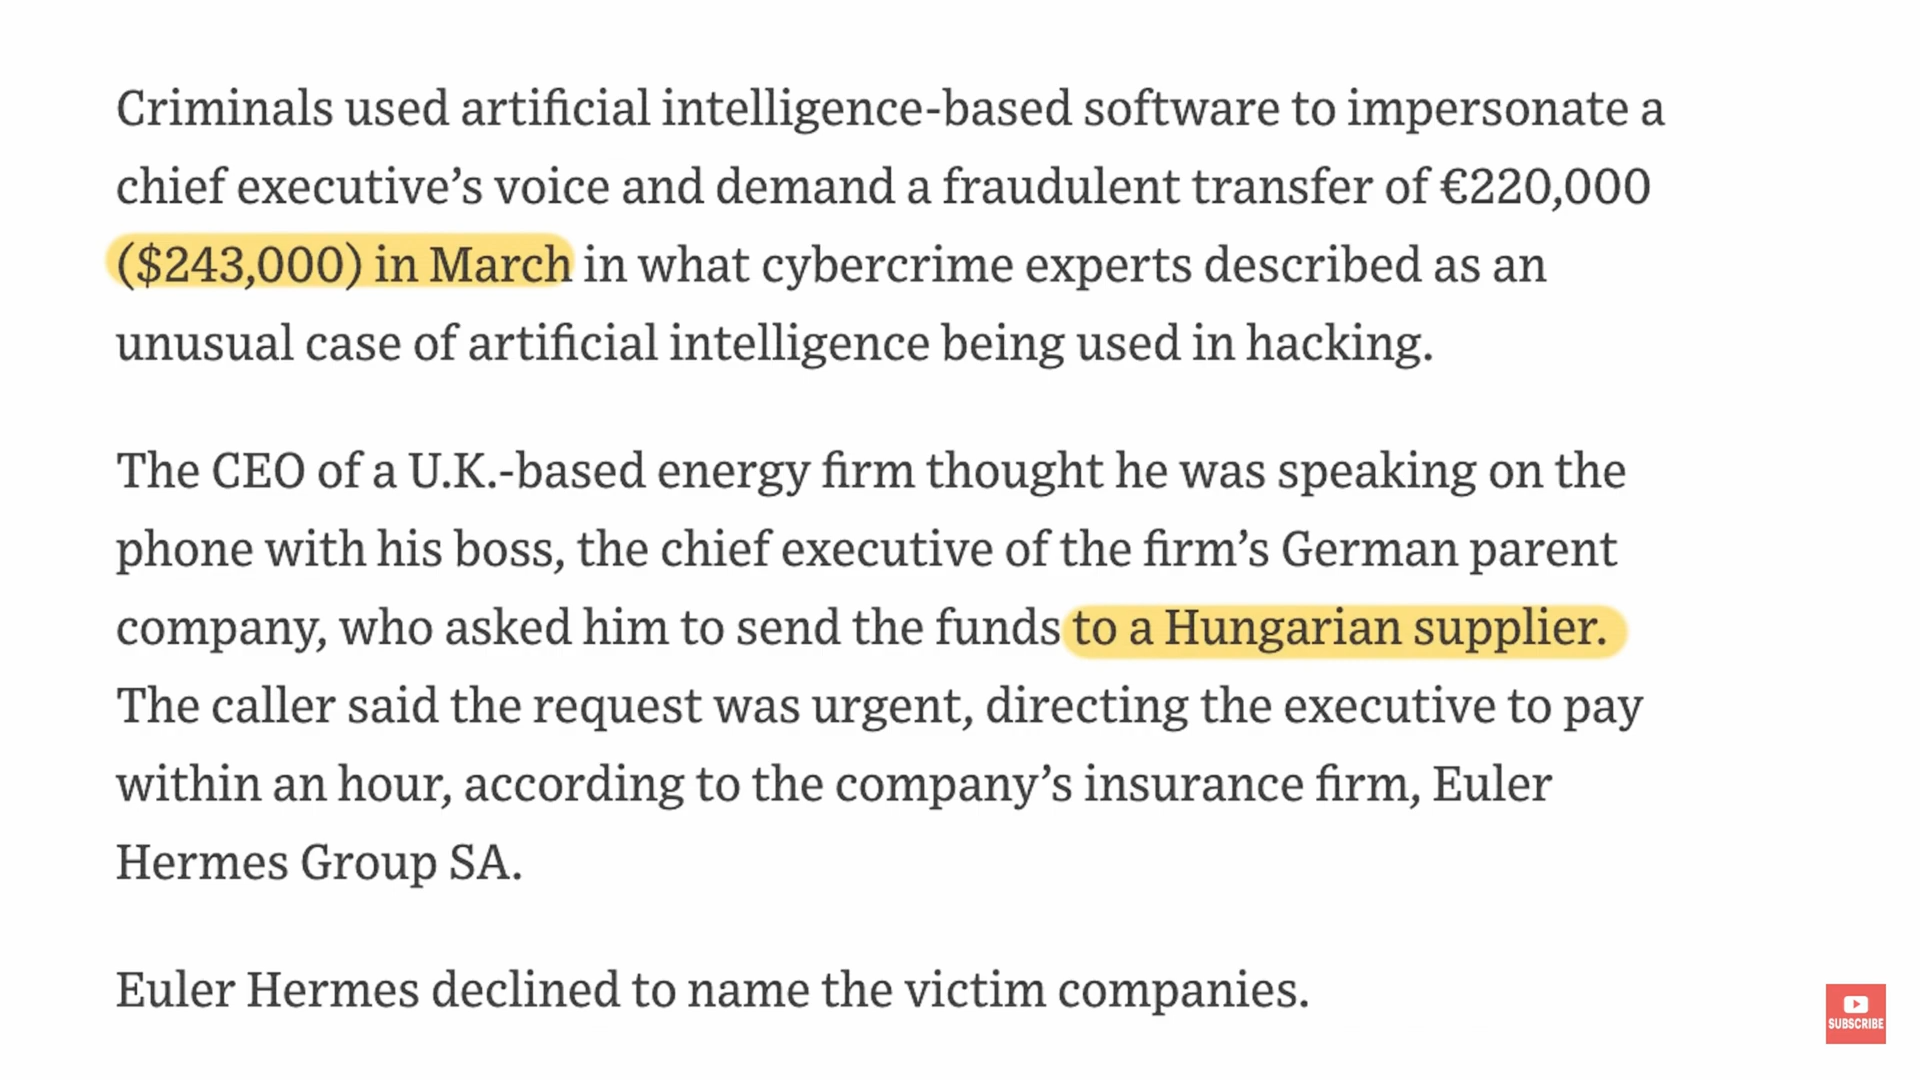 Criminals used artificial intelligence-based software to impersonate a
chief executive’s voice and demand a fraudulent transfer of €220,000
($243,000) in March in what cybercrime experts described as an
unusual case of artificial intelligence being used in hacking.
The CEO of a U.K.-based energy firm thought he was speaking on the
phone with his boss, the chief executive of the firm’s German parent
company, who asked him to send the funds to a Hungarian supplier.
The caller said the request was urgent, directing the executive to pay
within an hour, according to the company’s insurance firm, Euler
Hermes Group SA.
Euler Hermes declined to name the victim companies.
SUBSCRIBE